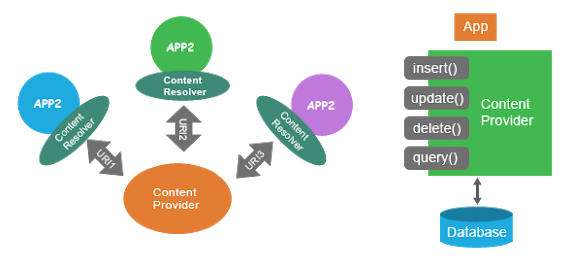 APP2
Content
Resolver
URI1
APP2
Content
Resolver
URI2
APP2
Content
Resolver
URI3
Content
Provider
App
insert()
update()
delete()
query()
Content
Provider
Database